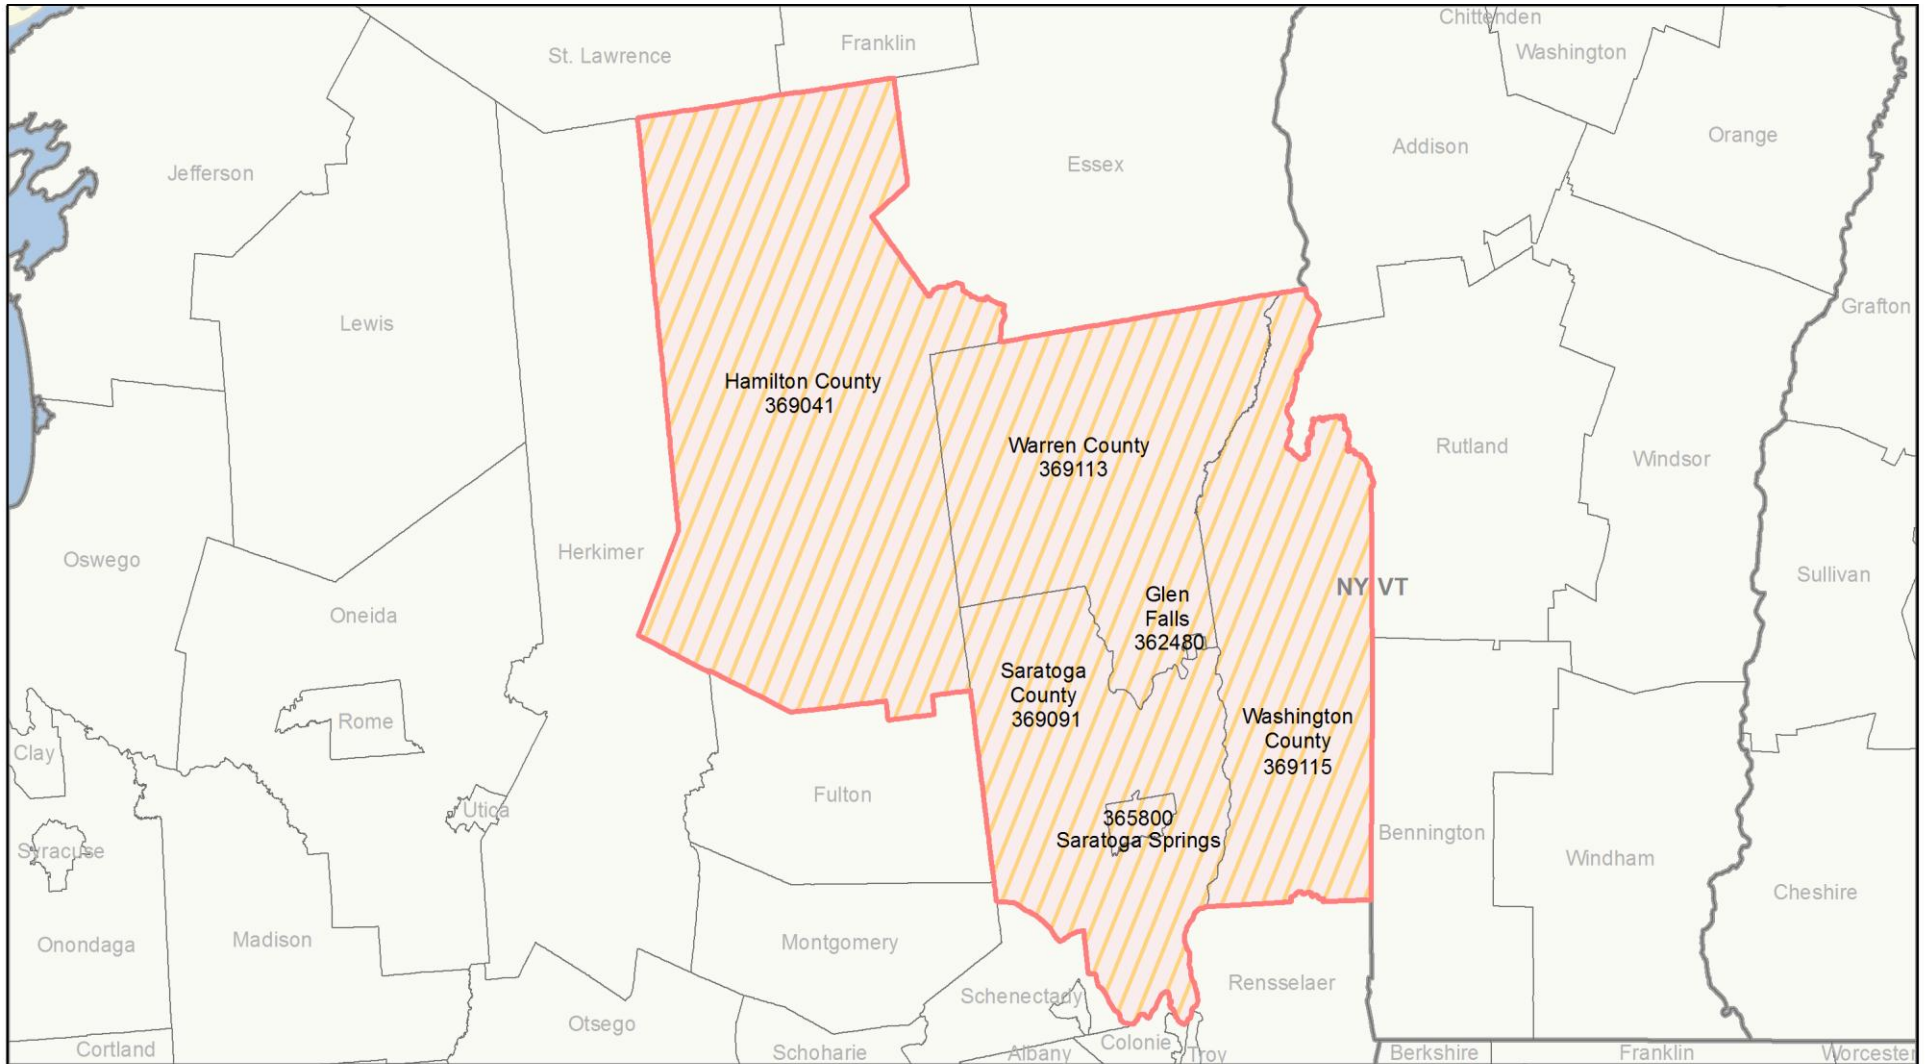 Chittenden
Franklin
St. Lawrence
Washington
Orange
Addison
Essex
Jefferson
Grafton
Lewis
Hamilton County
369041
Warren County
369113
Rutland
Windsor
Herkimer
Oswego
Sullivan
NY VT
Glen
Falls
362480
Oneida
Saratoga
County
369091
Washington
County
369115
Rome
Clay
Fulton
Utica
365800
Saratoga Springs
Bennington
Syracuse
Windham
Cheshire
Onondaga
Madison
Montgomery
Rensselaer
Schenectady
Otsego
Colonie
Cortland
Schoharie
Albany
Troy
Berkshire
Franklin
Worcester